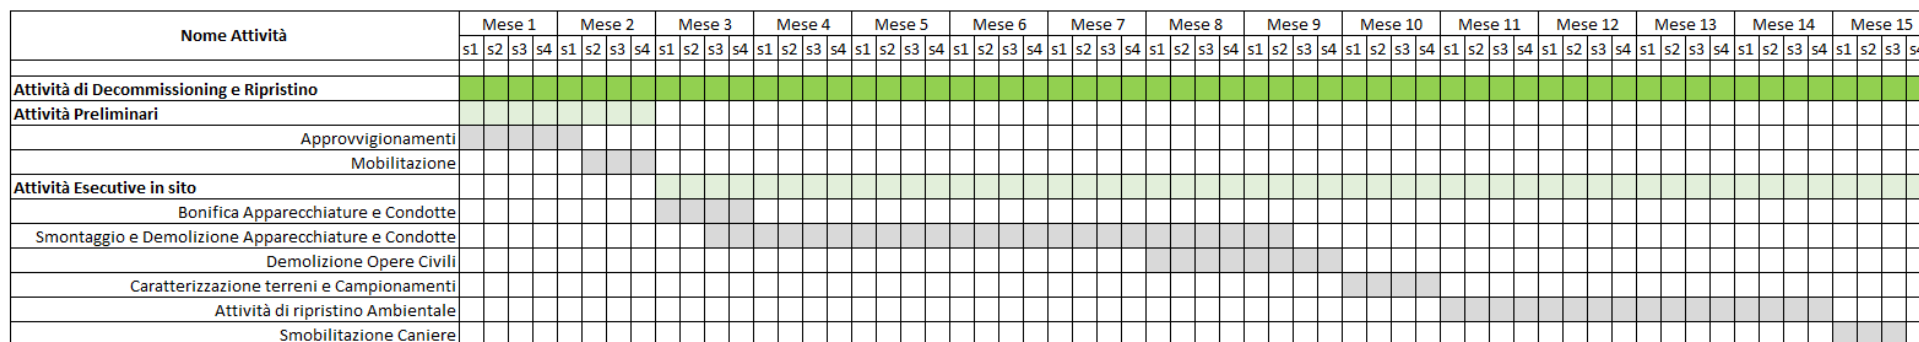 Nome Attività Mese 1 Mese 2 Mese 3 Mese 4 Mese 5 Mese 6 Mese 7 Mese 8 Mese 9 Mese 10 Mese 11 Mese 12 Mese 13 Mese 14 Mese 15
s1 s2 s3 s4 s1 s2 s3 s4 s1 s2 s3 s4 s1 s2 s3 s4 s1 s2 s3 s4 s1 s2 s3 s4 s1 s2 s3 s4 s1 s2 s3 s4 s1 s2 s3 s4 s1 s2 s3 s4 s1 s2 s3 s4 s1 s2 s3 s4 s1 s2 s3 s4 s1 s2 s3 s4 s1 s2 s3 s4
Attività di Decommissioning e Ripristino
Attività Preliminari
Approvvigionamenti
Mobilitazione
Attività Esecutive in sito
Bonifica Apparecchiature e Condotte
Smontaggio e Demolizione Apparecchiature e Condotte
Demolizione Opere Civili
Caratterizzazione terreni e Campionamenti
Attività di ripristino Ambientale
Smobilitazione Caniere